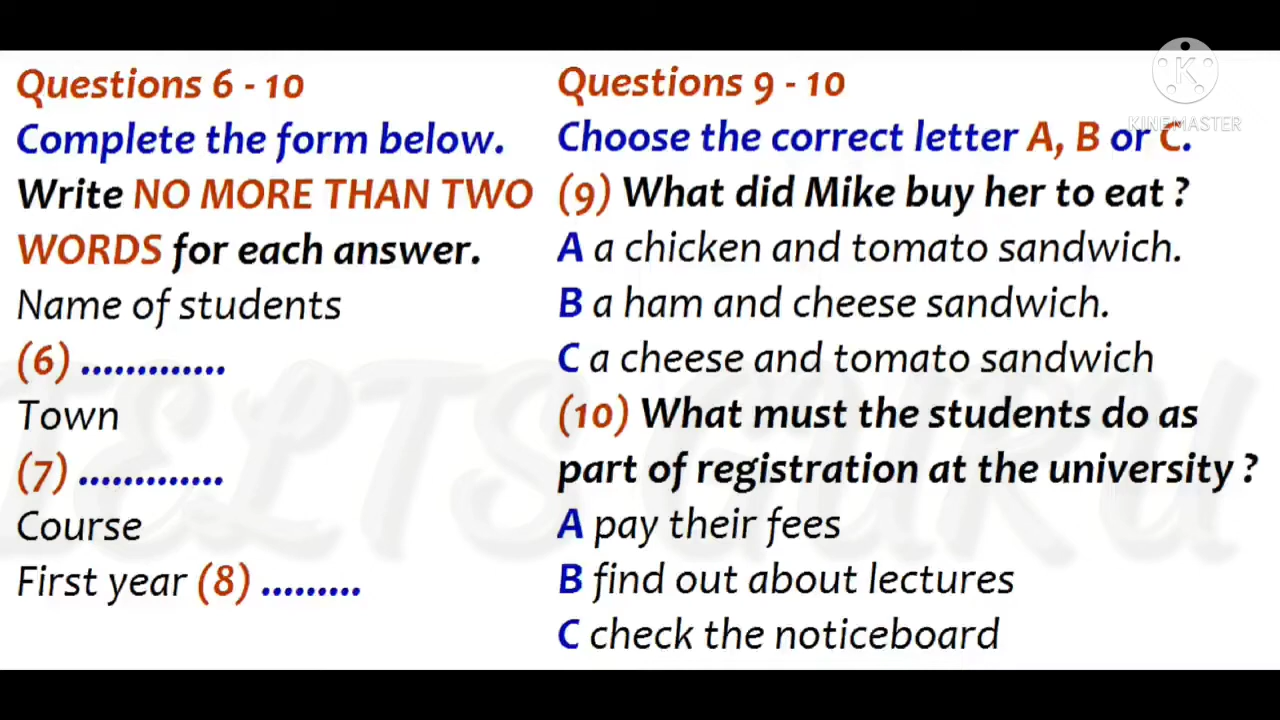 Questions 6 - 10
Complete the form below.
Write NO MORE THAN TWO
WORDS for each answer.
Name of students
(6) .............
Town
(7) .............
Course
First year (8) .........
Questions 9 - 10
Choose the correct letter A, B or C.
(9) What did Mike buy her to eat ?
A a chicken and tomato sandwich.
B a ham and cheese sandwich.
C a cheese and tomato sandwich
(10) What must the students do as
part of registration at the university ?
A pay their fees
B find out about lectures
C check the noticeboard
K
KINEMASTER
IELTS GURU